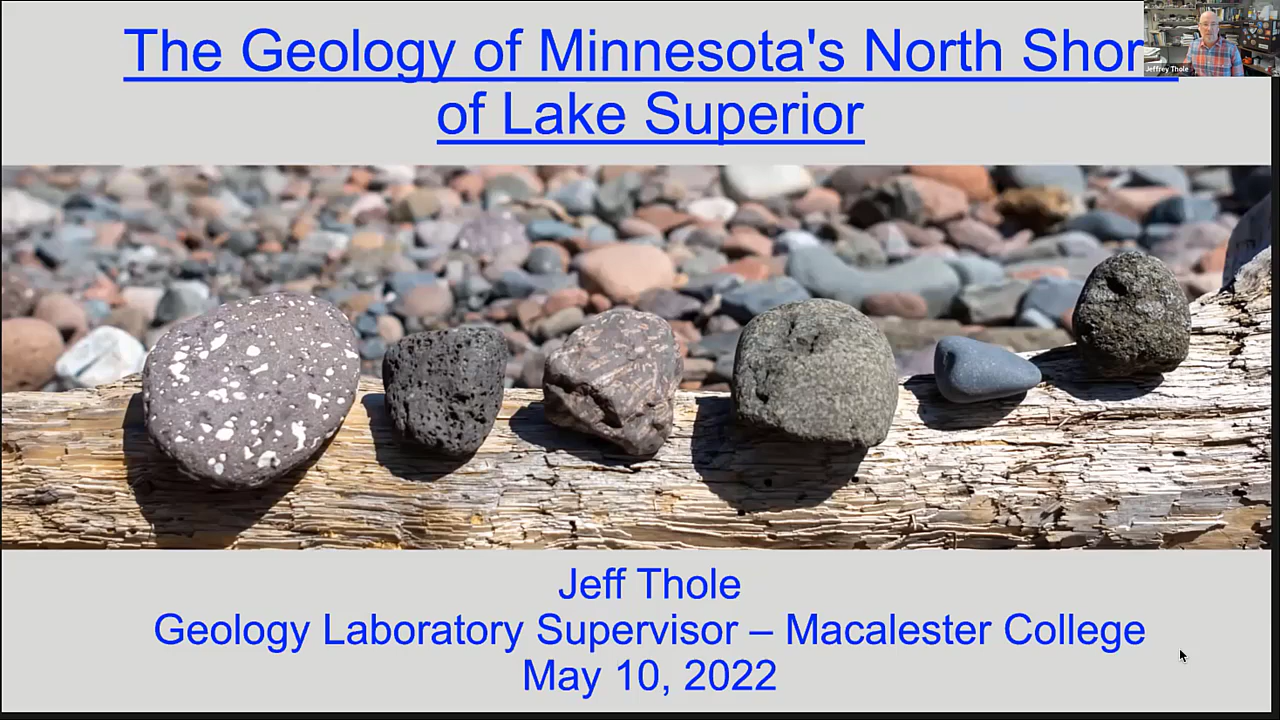 The Geology of Minnesota's North Shor
of Lake Superior
Jeffrey Thole
Jeff Thole
Geology Laboratory Supervisor – Macalester College
May 10, 2022